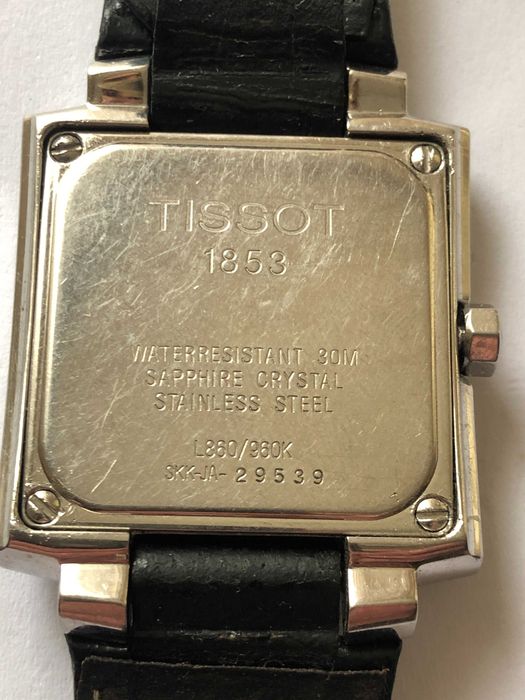 TISSOT
1853
WATERRESISTANT 30M
SAPPHIRE CRYSTAL
STAINLESS STEEL
L860/960K
SKK-JA-29539